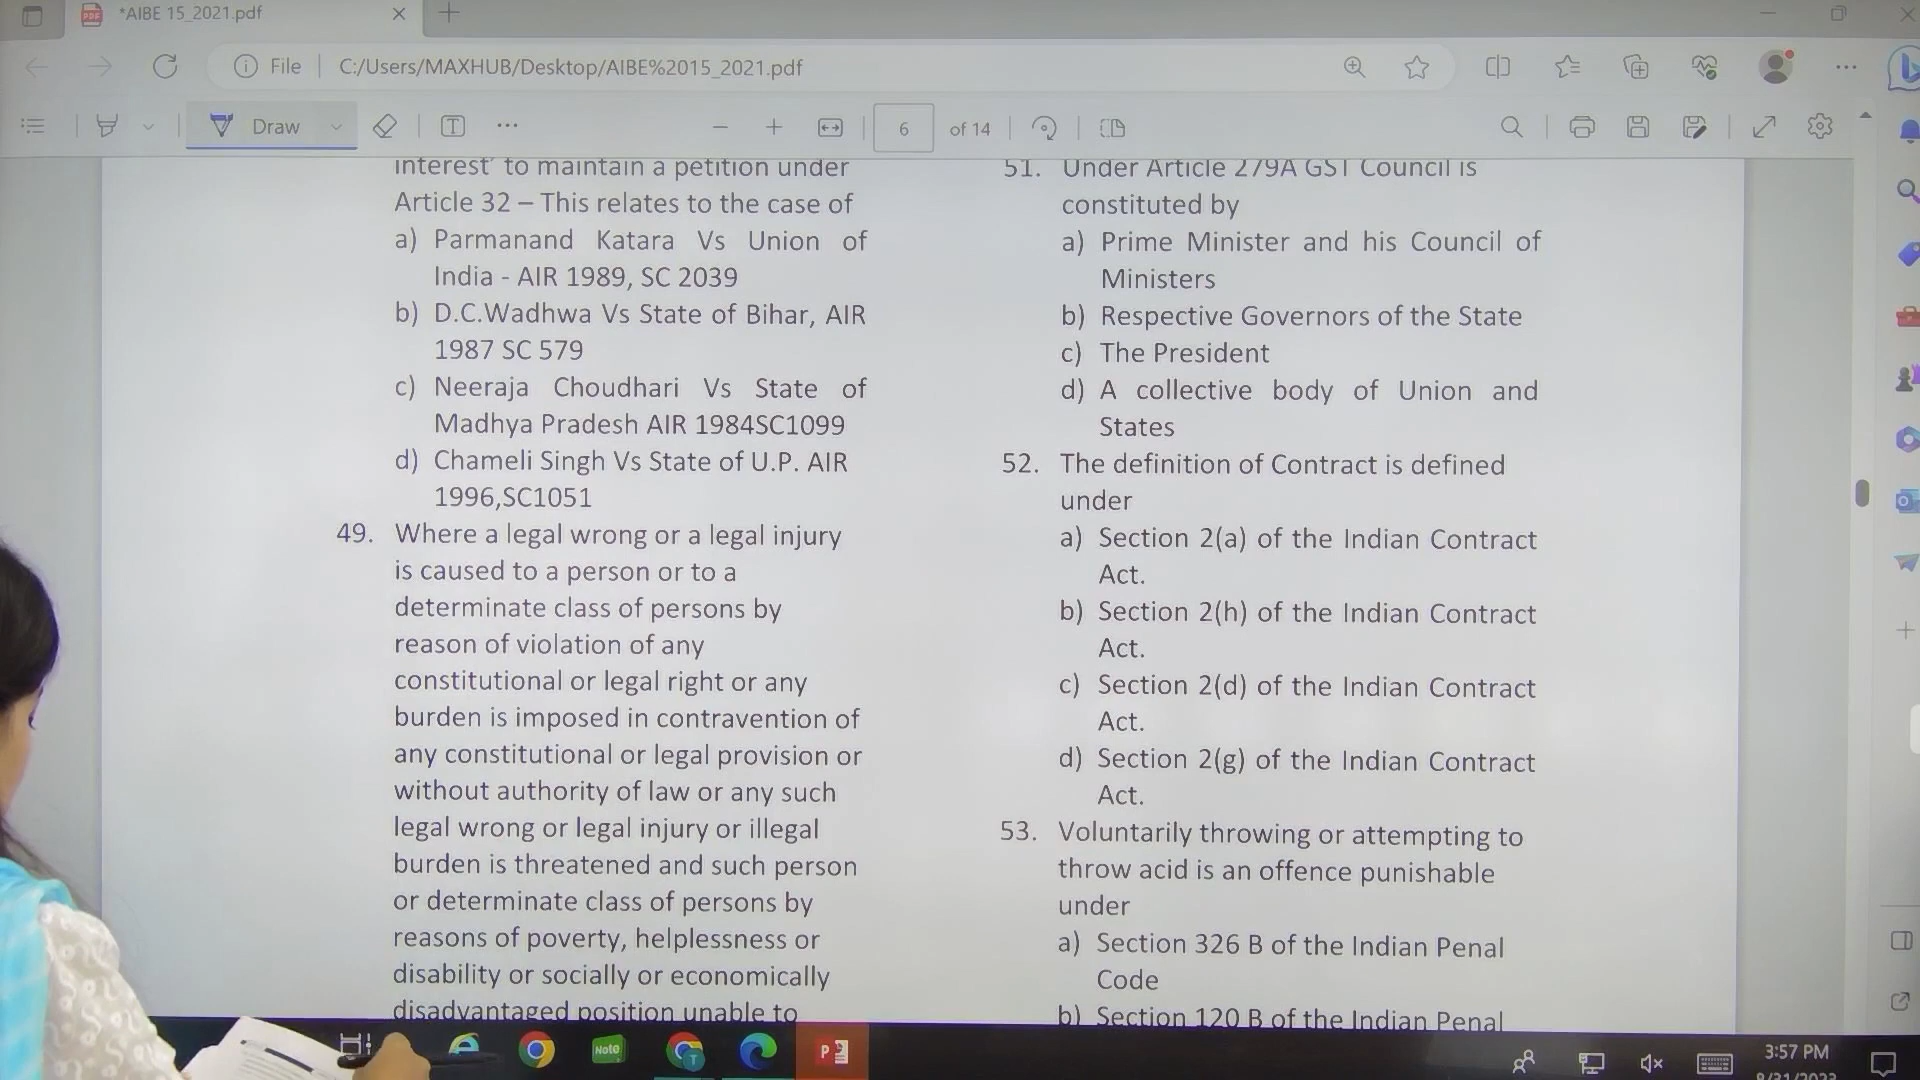 *AIBE 15_2021.pdf
File
C:/Users/MAXHUB/Desktop/AIBE%2015_2021.pdf
Draw
6
of 14
interest' to maintain a petition under
Article 32 – This relates to the case of
a) Parmanand Katara Vs Union of
India - AIR 1989, SC 2039
b) D.C.Wadhwa Vs State of Bihar, AIR
1987 SC 579
c) Neeraja Choudhari Vs State of
Madhya Pradesh AIR 1984SC1099
d) Chameli Singh Vs State of U.P. AIR
1996,SC1051
49. Where a legal wrong or a legal injury
is caused to a person or to a
determinate class of persons by
reason of violation of any
constitutional or legal right or any
burden is imposed in contravention of
any constitutional or legal provision or
without authority of law or any such
legal wrong or legal injury or illegal
burden is threatened and such person
or determinate class of persons by
reasons of poverty, helplessness or
disability or socially or economically
disadvantaged position unable to
51. Under Article 279A GST Council is
constituted by
a) Prime Minister and his Council of
Ministers
b) Respective Governors of the State
c) The President
d) A collective body of Union and
States
52. The definition of Contract is defined
under
a) Section 2(a) of the Indian Contract
Act.
b) Section 2(h) of the Indian Contract
Act.
c) Section 2(d) of the Indian Contract
Act.
d) Section 2(g) of the Indian Contract
Act.
53. Voluntarily throwing or attempting to
throw acid is an offence punishable
under
a) Section 326 B of the Indian Penal
Code
b) Section 120 B of the Indian Penal
Note
3:57 PM